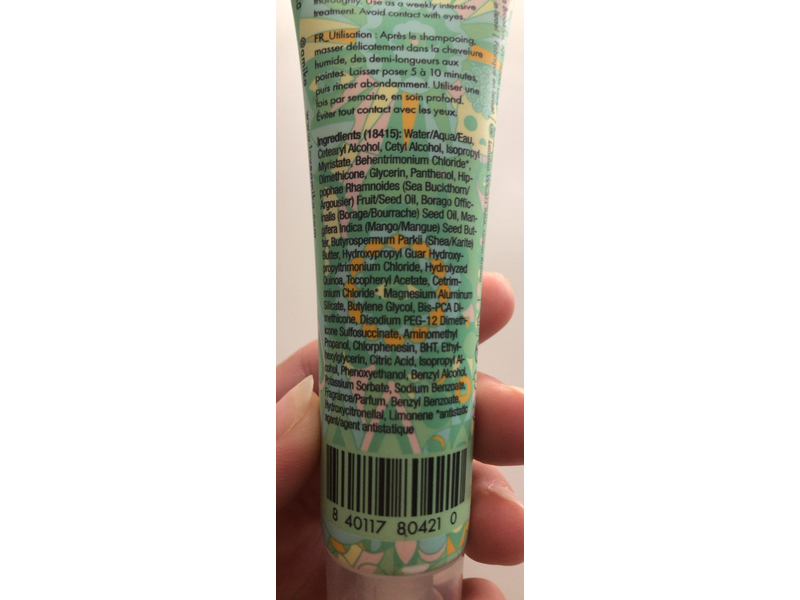 thoroughly. Use as a weekly intensive
treatment. Avoid contact with eyes.
FR_Utilisation : Après le shampooing,
masser délicatement dans la chevelure
humide, des demi-longueurs aux
pointes. Laisser poser 5 à 10 minutes,
puis rincer abondamment. Utiliser une
fois par semaine, en soin profond.
Éviter tout contact avec les yeux.
Ingredients (18415): Water/Aqua/Eau,
Cetearyl Alcohol, Cetyl Alcohol, Isopropyl
Myristate, Behentrimonium Chloride*,
Dimethicone, Glycerin, Panthenol, Hip-
pophae Rhamnoides (Sea Buckthorn/
Argousier) Fruit/Seed Oil, Borago Offic-
inalis (Borage/Bourrache) Seed Oil, Man-
gifera Indica (Mango/Mangue) Seed But-
ter, Butyrospermum Parkii (Shea/Karité)
Butter, Hydroxypropyl Guar Hydroxy-
propyltrimonium Chloride, Hydrolyzed
Quinoa, Tocopheryl Acetate, Cetrim-
onium Chloride*, Magnesium Aluminum
Silicate, Butylene Glycol, Bis-PCA Di-
methicone, Disodium PEG-12 Dimeth-
icone Sulfosuccinate, Aminomethyl
Propanol, Chlorphenesin, BHT, Ethyl-
hexylglycerin, Citric Acid, Isopropyl Al-
cohol, Phenoxyethanol, Benzyl Alcohol,
Potassium Sorbate, Sodium Benzoate,
Fragrance/Parfum, Benzyl Benzoate,
Hydroxycitronellal, Limonene *antistatic
agent/agent antistatique
8 40117 80421 0
@amika